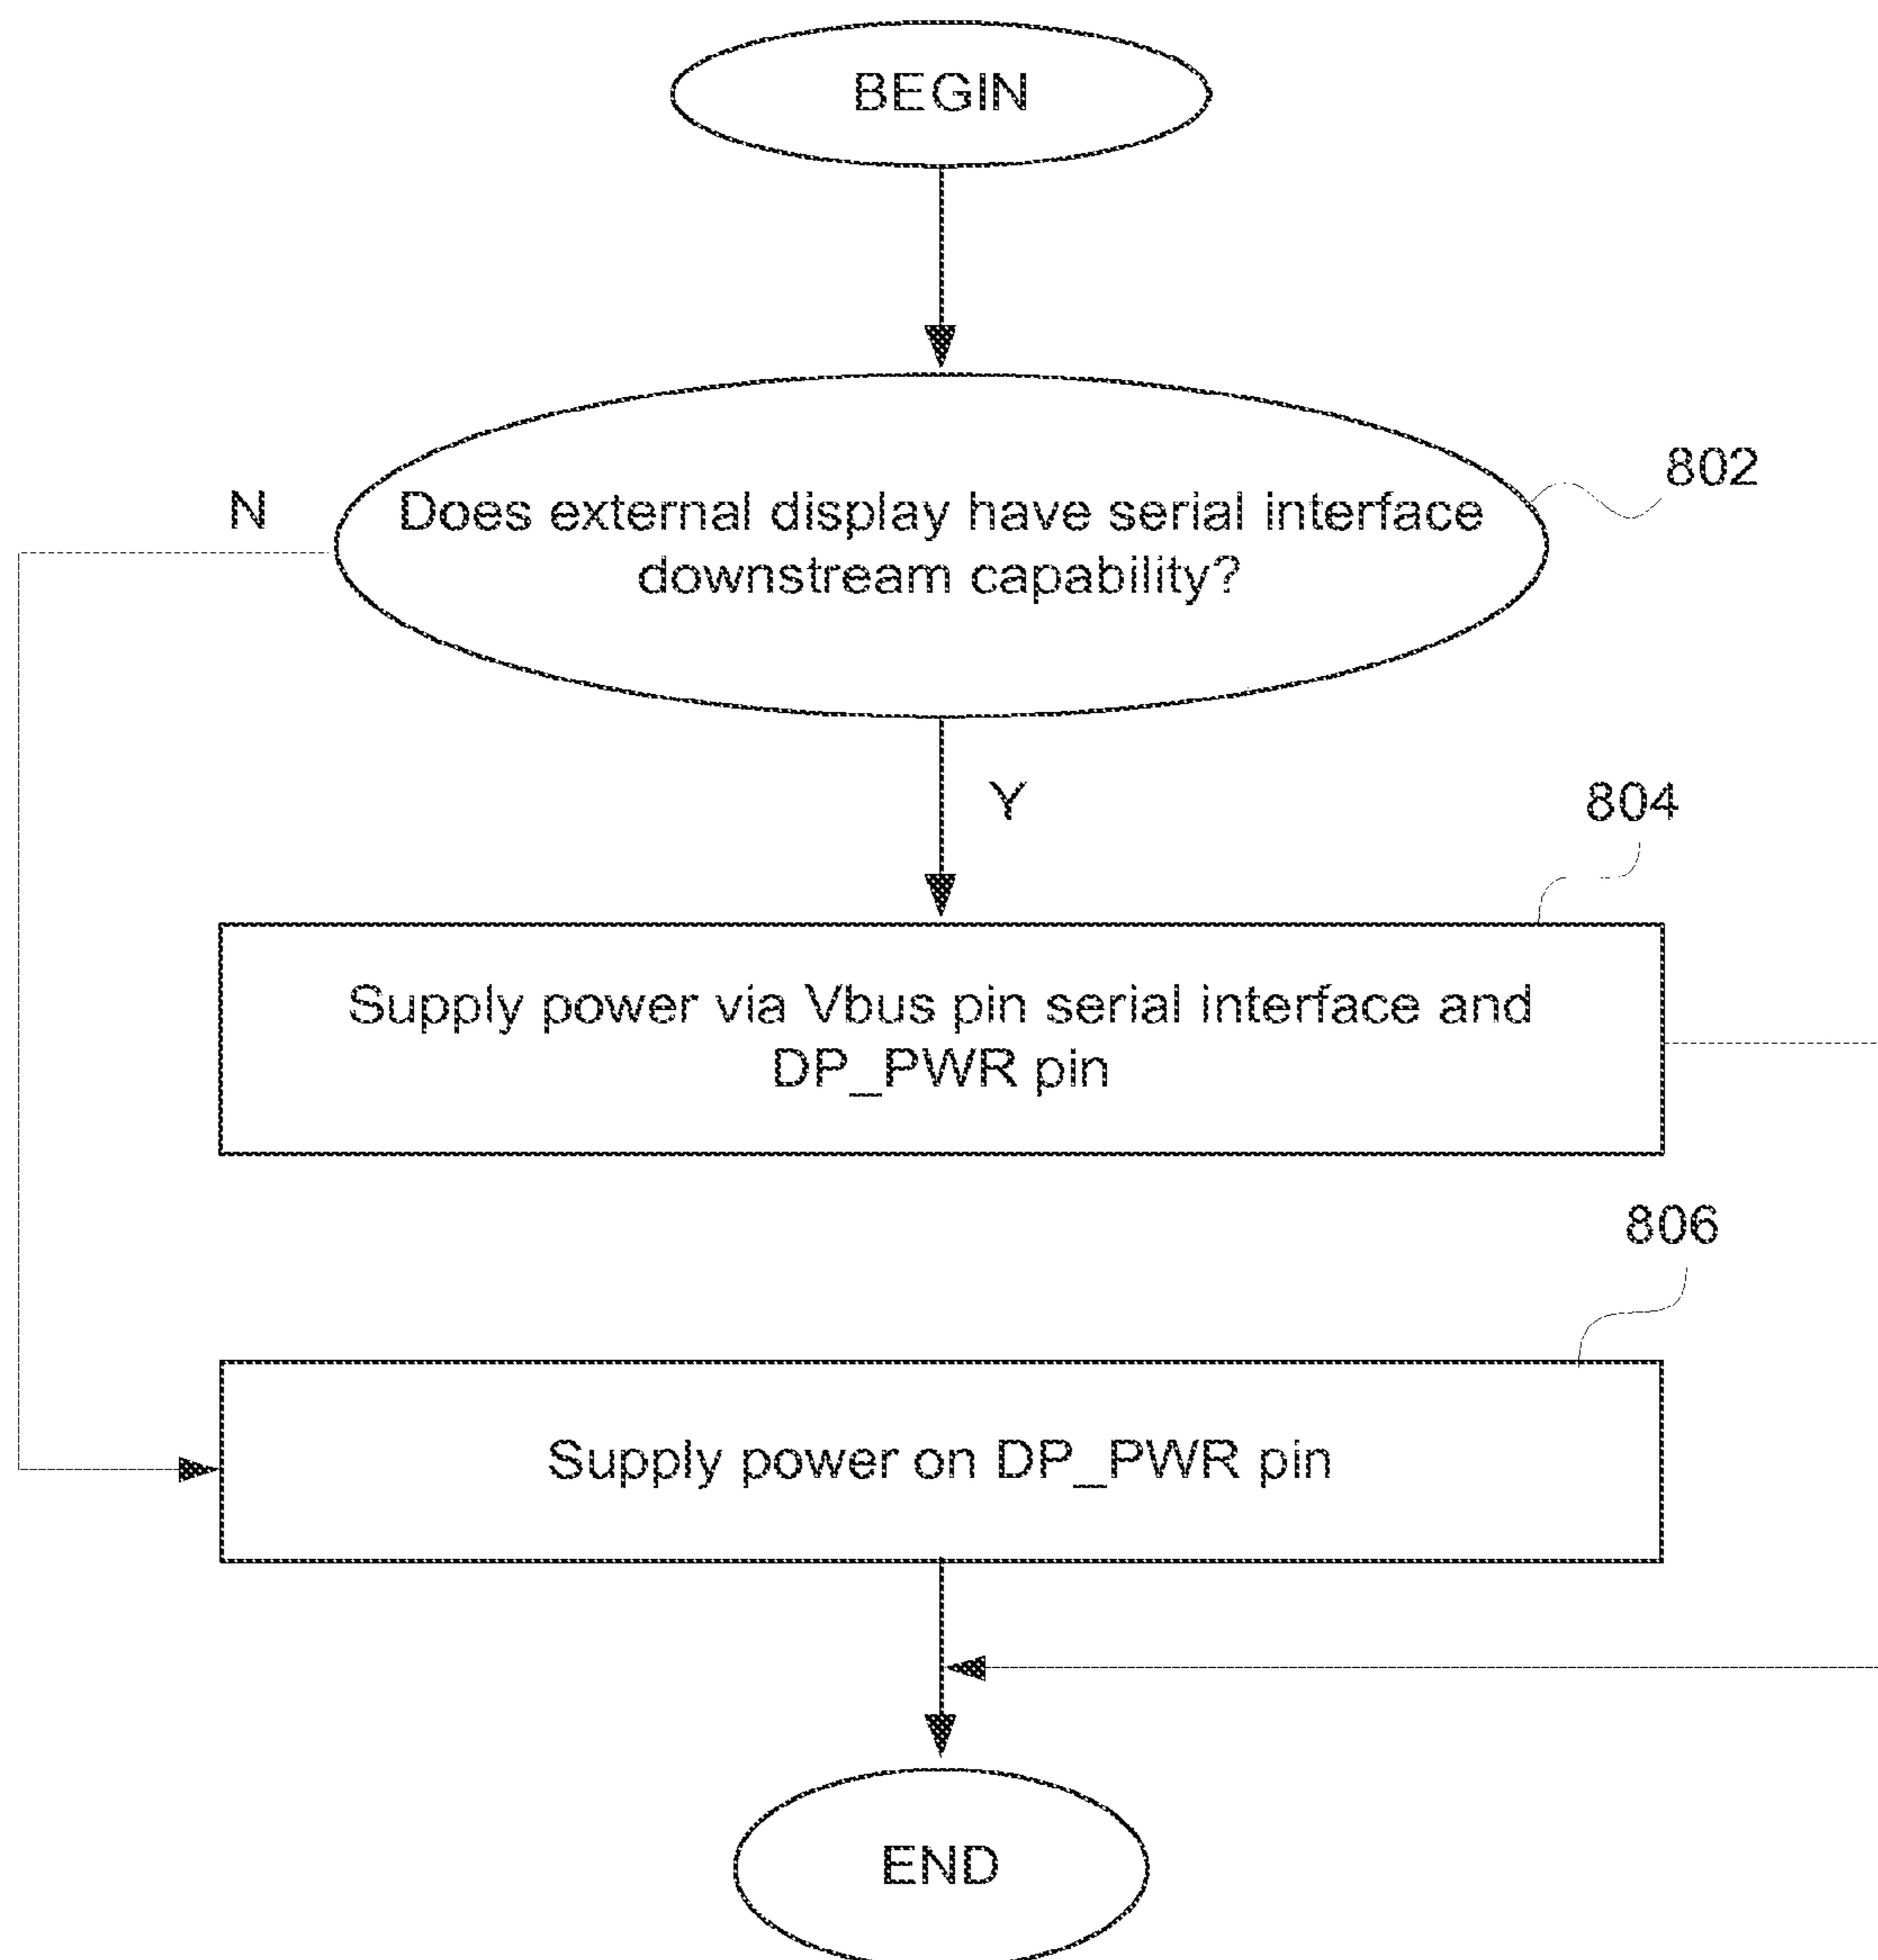 BEGIN
802
N
Does external display have serial interface
downstream capability?
Y
804
Supply power via Vbus pin serial interface and
DP_PWR pin
806
Supply power on DP_PWR pin
END